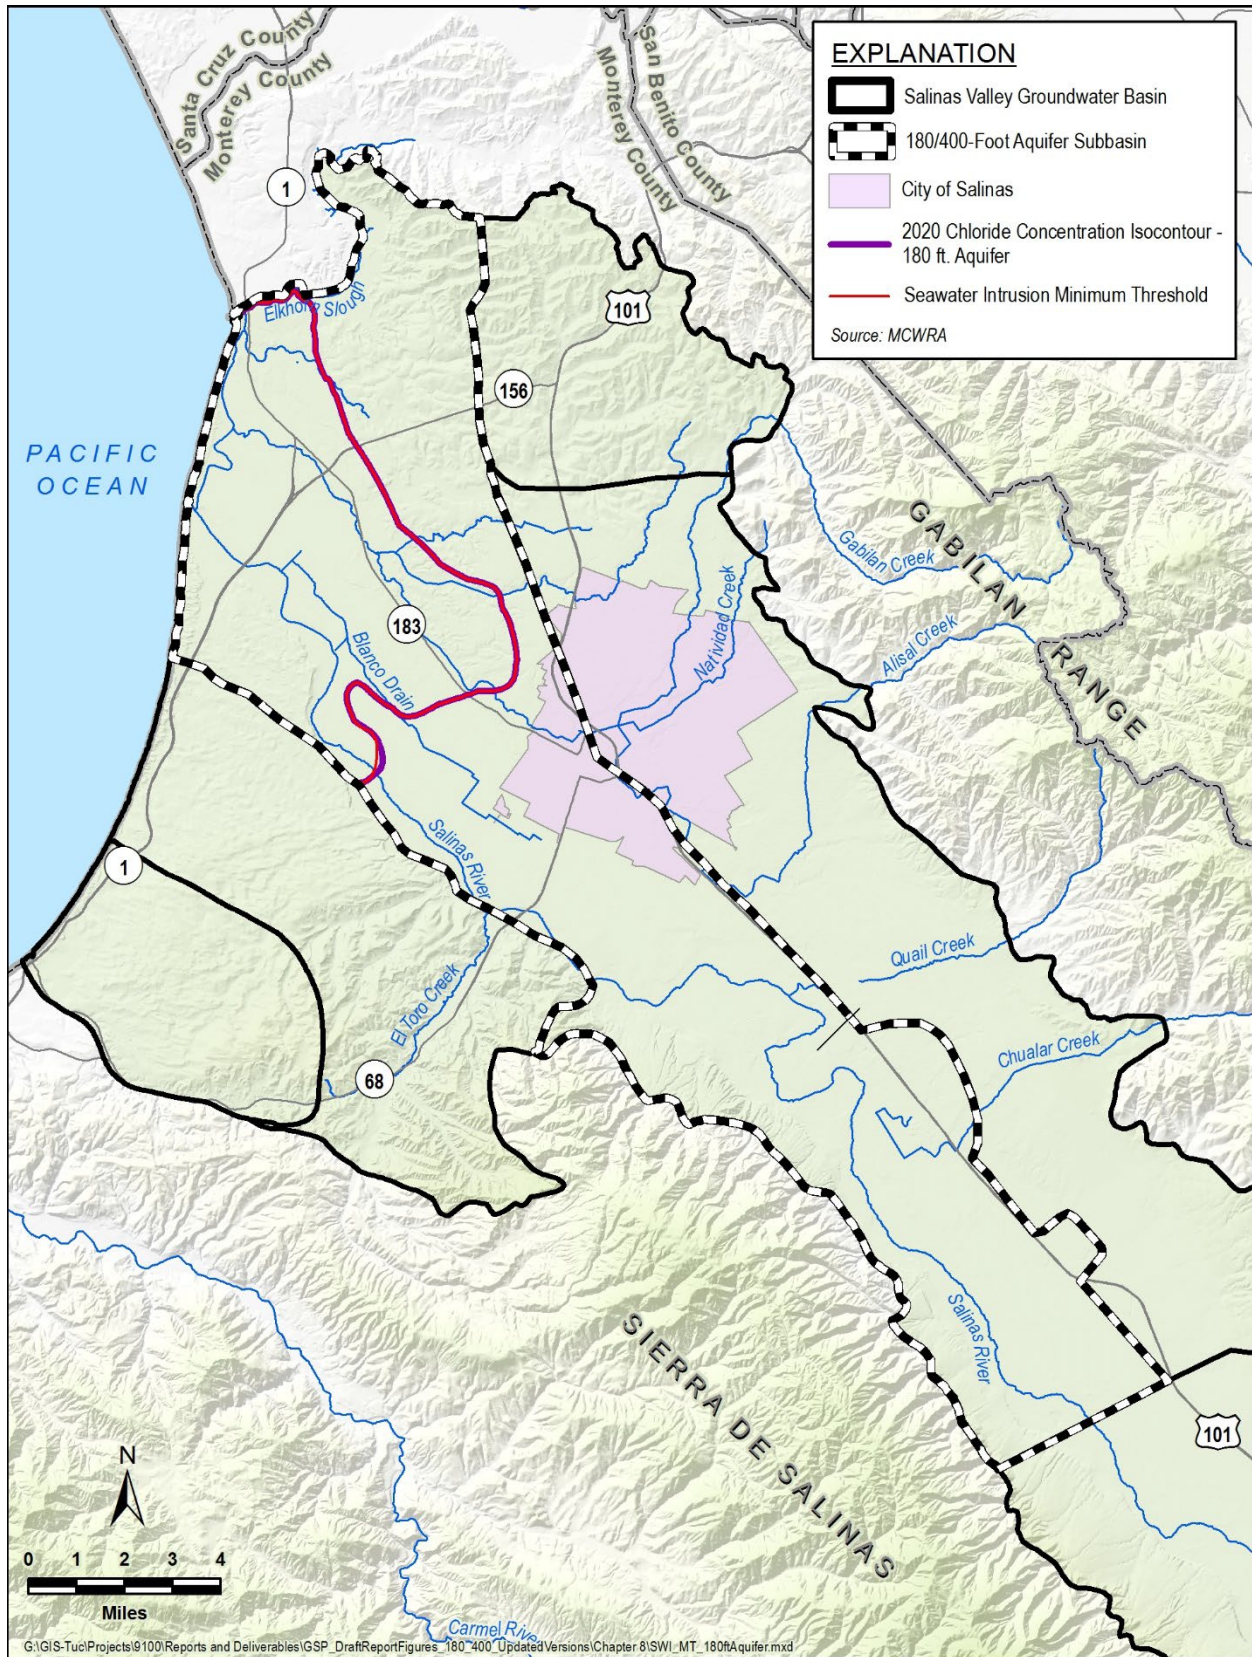 Santa Cruz County
Monterey County
San Benito County
Monterey County
EXPLANATION
Salinas Valley Groundwater Basin
180/400-Foot Aquifer Subbasin
City of Salinas
2020 Chloride Concentration Isocontour -
180 ft. Aquifer
Seawater Intrusion Minimum Threshold
Source: MCWRA
1
Elkhorn Slough
101
156
PACIFIC
OCEAN
GABILAN
RANGE
Gabilan Creek
183
Natividad Creek
Alisal Creek
Blanco Drain
Salinas River
1
Quail Creek
El Toro Creek
Chualar Creek
68
Salinas River
SIERRA DE SALINAS
101
N
0 1 2 3 4
Miles
Carmel River
G:\GIS-Tuc\Projects\9100\Reports and Deliverables\GSP_DraftReportFigures_180_400_UpdatedVersions\Chapter 8\SWI_MT_180ftAquifer.mxd